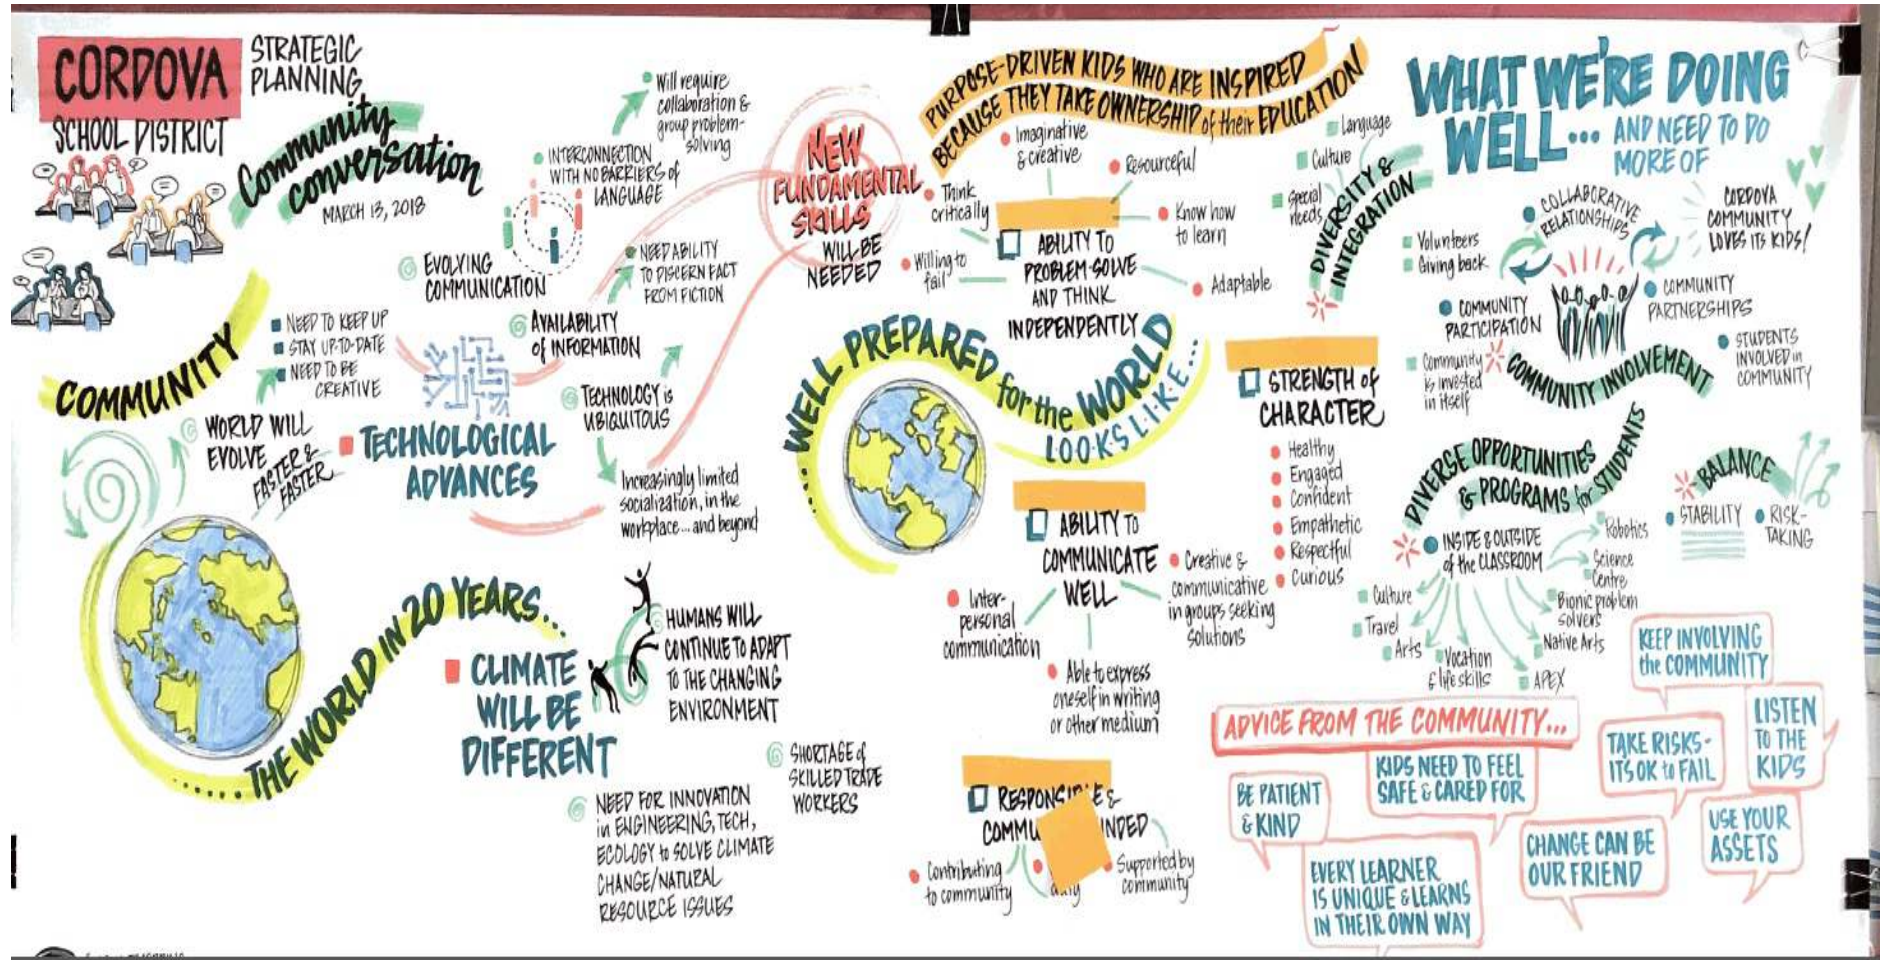 CORDOVA
SCHOOL DISTRICT
STRATEGIC
PLANNING
Community
conversation
MARCH 13, 2018
COMMUNITY
NEED TO KEEP UP
STAY UP-TO-DATE
NEED TO BE
CREATIVE
WORLD WILL
EVOLVE
FASTER &
FASTER
THE WORLD IN 20 YEARS...
TECHNOLOGICAL
ADVANCES
EVOLVING
COMMUNICATION
INTERCONNECTION
WITH NO BARRIERS of
LANGUAGE
Will require
collaboration &
group problem-
solving
AVAILABILITY
of INFORMATION
NEED ABILITY
TO DISCERN FACT
FROM FICTION
TECHNOLOGY is
UBIQUITOUS
Increasingly limited
socialization, in the
workplace... and beyond
NEW
FUNDAMENTAL
SKILLS
WILL BE
NEEDED
CLIMATE
WILL BE
DIFFERENT
HUMANS WILL
CONTINUE TO ADAPT
TO THE CHANGING
ENVIRONMENT
SHORTAGE of
SKILLED TRADE
WORKERS
NEED FOR INNOVATION
in ENGINEERING, TECH,
ECOLOGY to SOLVE CLIMATE
CHANGE/NATURAL
RESOURCE ISSUES
PURPOSE-DRIVEN KIDS WHO ARE INSPIRED
BECAUSE THEY TAKE OWNERSHIP of their EDUCATION
Imaginative
& creative
Resourceful
Think
critically
Know how
to learn
Willing to
fail
Adaptable
ABILITY TO
PROBLEM-SOLVE
AND THINK
INDEPENDENTLY
...WELL PREPARED for the WORLD
LOOKS LIKE...
STRENGTH of
CHARACTER
Healthy
Engaged
Confident
Empathetic
Respectful
Curious
ABILITY TO
COMMUNICATE
WELL
Inter-
personal
communication
Creative &
communicative
in groups seeking
solutions
Able to express
oneself in writing
or other medium
RESPONSIBLE &
COMMU NDED
Contributing
to community
Supported by
community
WHAT WE'RE DOING
WELL... AND NEED TO DO
MORE OF
Language
Culture
Special
needs
DIVERSITY &
INTEGRATION
COLLABORATIVE
RELATIONSHIPS
CORDOVA
COMMUNITY
LOVES ITS KIDS!
Volunteers
Giving back
COMMUNITY
PARTICIPATION
COMMUNITY
PARTNERSHIPS
Community
is invested
in itself
STUDENTS
INVOLVED in
COMMUNITY
COMMUNITY INVOLVEMENT
DIVERSE OPPORTUNITIES
& PROGRAMS for STUDENTS
INSIDE & OUTSIDE
of the CLASSROOM
Robotics
Science
Centre
Bionic problem
solvers
Native Arts
APEX
Vocation
& life skills
Arts
Travel
Culture
BALANCE
STABILITY
RISK-
TAKING
ADVICE FROM THE COMMUNITY...
KEEP INVOLVING
the COMMUNITY
LISTEN
TO THE
KIDS
TAKE RISKS-
ITS OK to FAIL
KIDS NEED TO FEEL
SAFE & CARED FOR
BE PATIENT
& KIND
USE YOUR
ASSETS
CHANGE CAN BE
OUR FRIEND
EVERY LEARNER
IS UNIQUE & LEARNS
IN THEIR OWN WAY